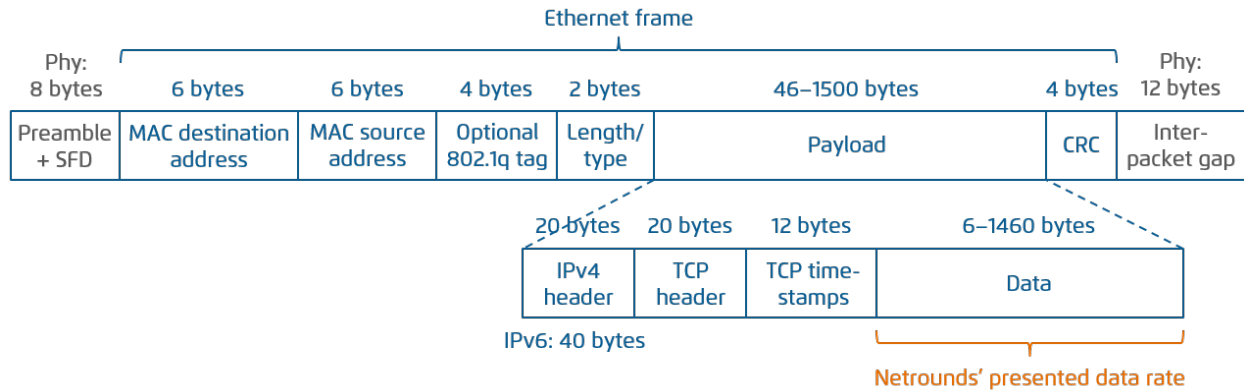 Ethernet frame
Phy:
8 bytes
6 bytes
6 bytes
4 bytes
2 bytes
46–1500 bytes
4 bytes
Phy:
12 bytes
Preamble
+ SFD
MAC destination
address
MAC source
address
Optional
802.1q tag
Length/
type
Payload
CRC
Inter-
packet gap
20 bytes
20 bytes
12 bytes
6–1460 bytes
IPv4
header
TCP
header
TCP time-
stamps
Data
IPv6: 40 bytes
Netrounds' presented data rate